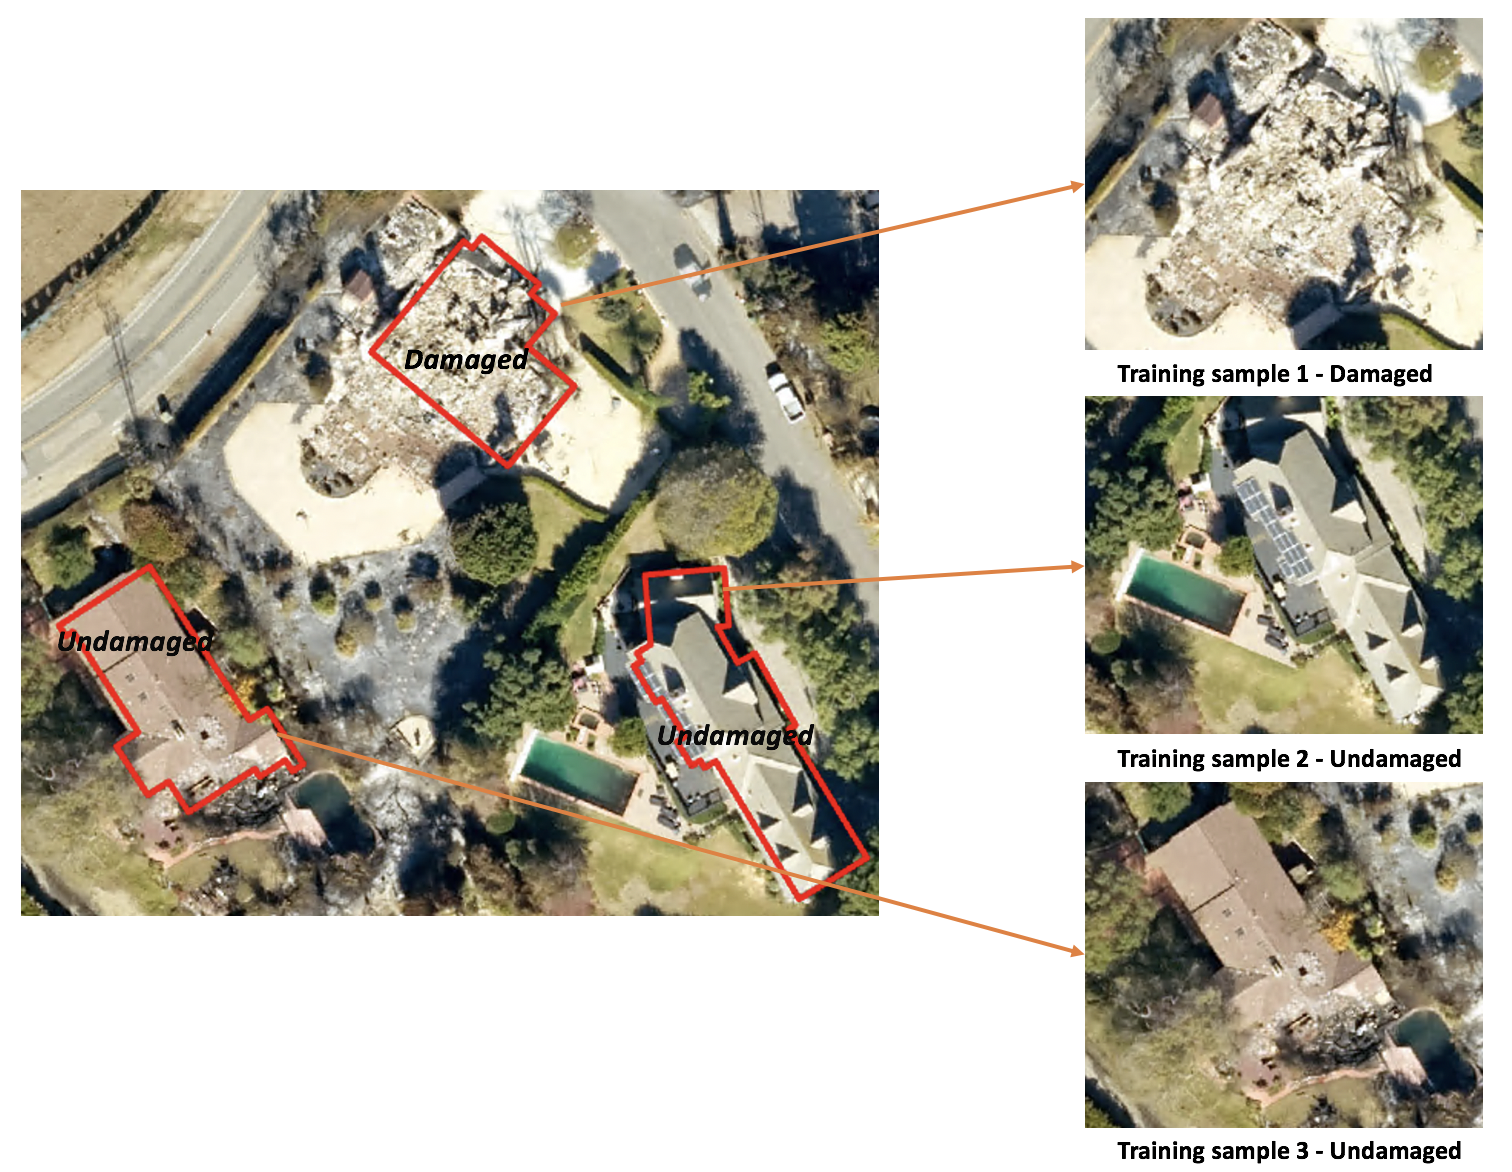 Damaged
Undamaged
Undamaged
Training sample 1 - Damaged
Training sample 2 - Undamaged
Training sample 3 - Undamaged